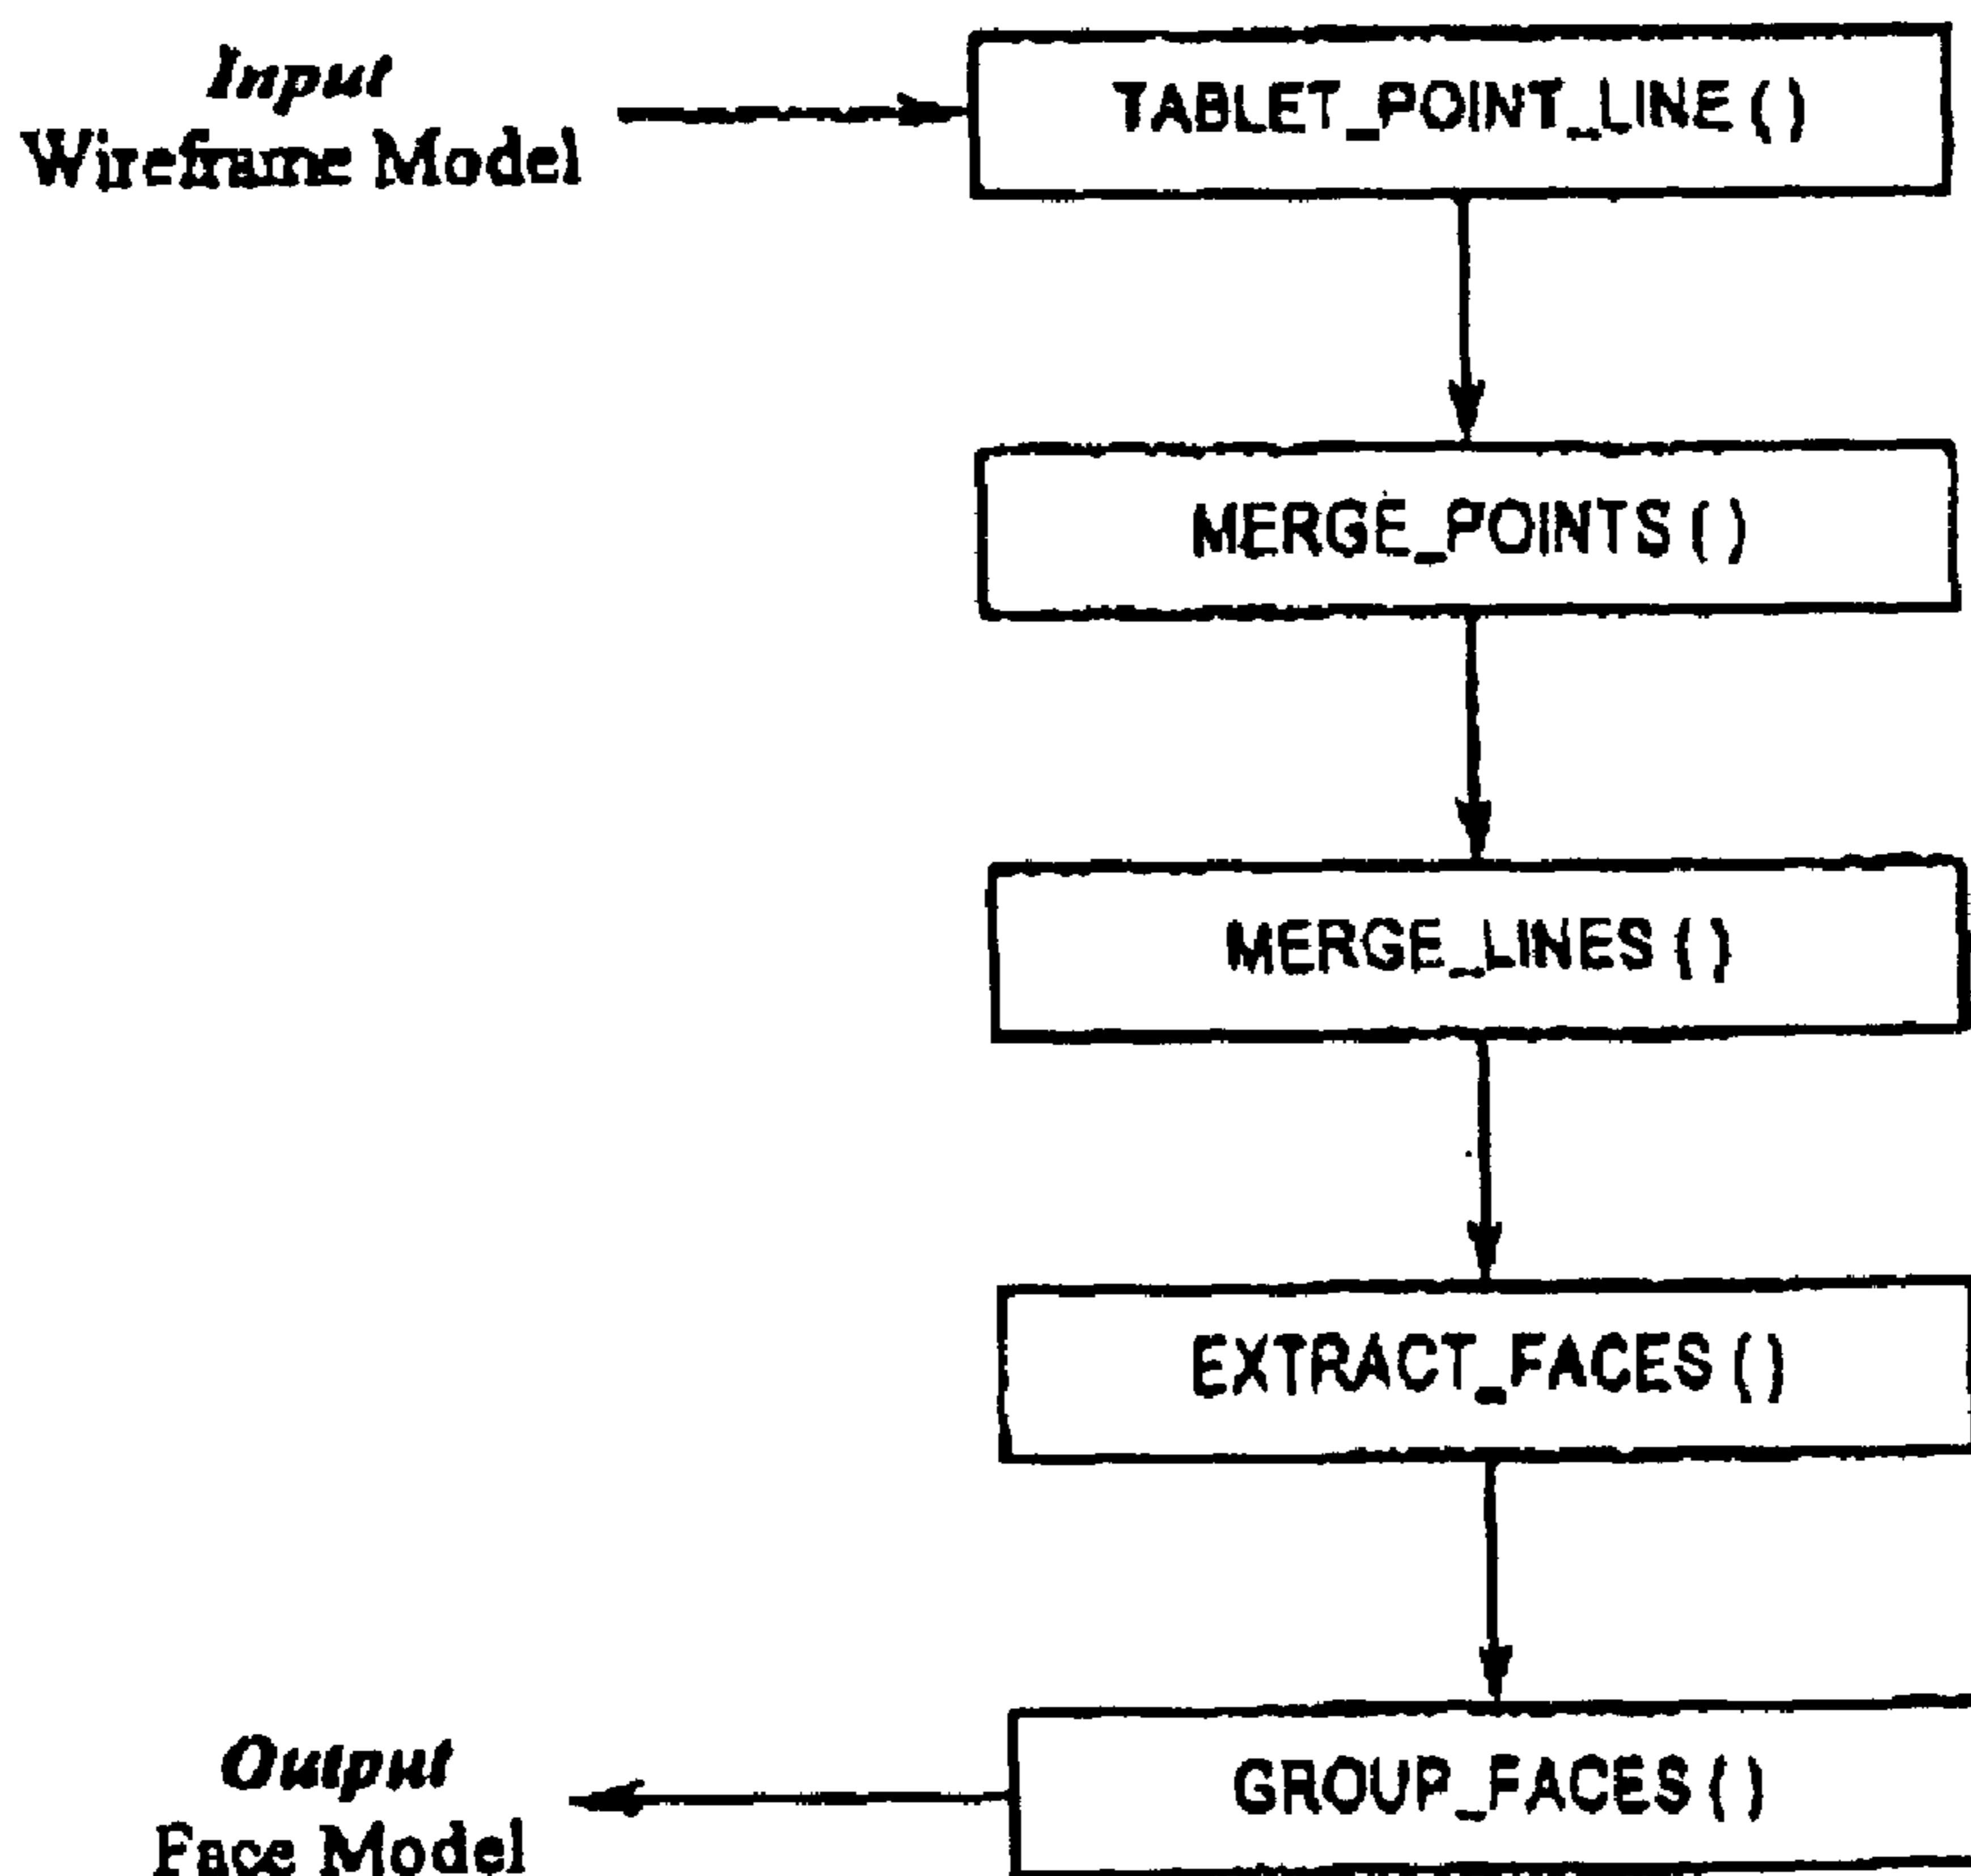 Input
Wireframe Model
TABLET_POINT_LINE ( )
MERGE_POINTS ( )
MERGE_LINES ( )
EXTRACT_FACES ( )
GROUP_FACES ( )
Output
Face Model